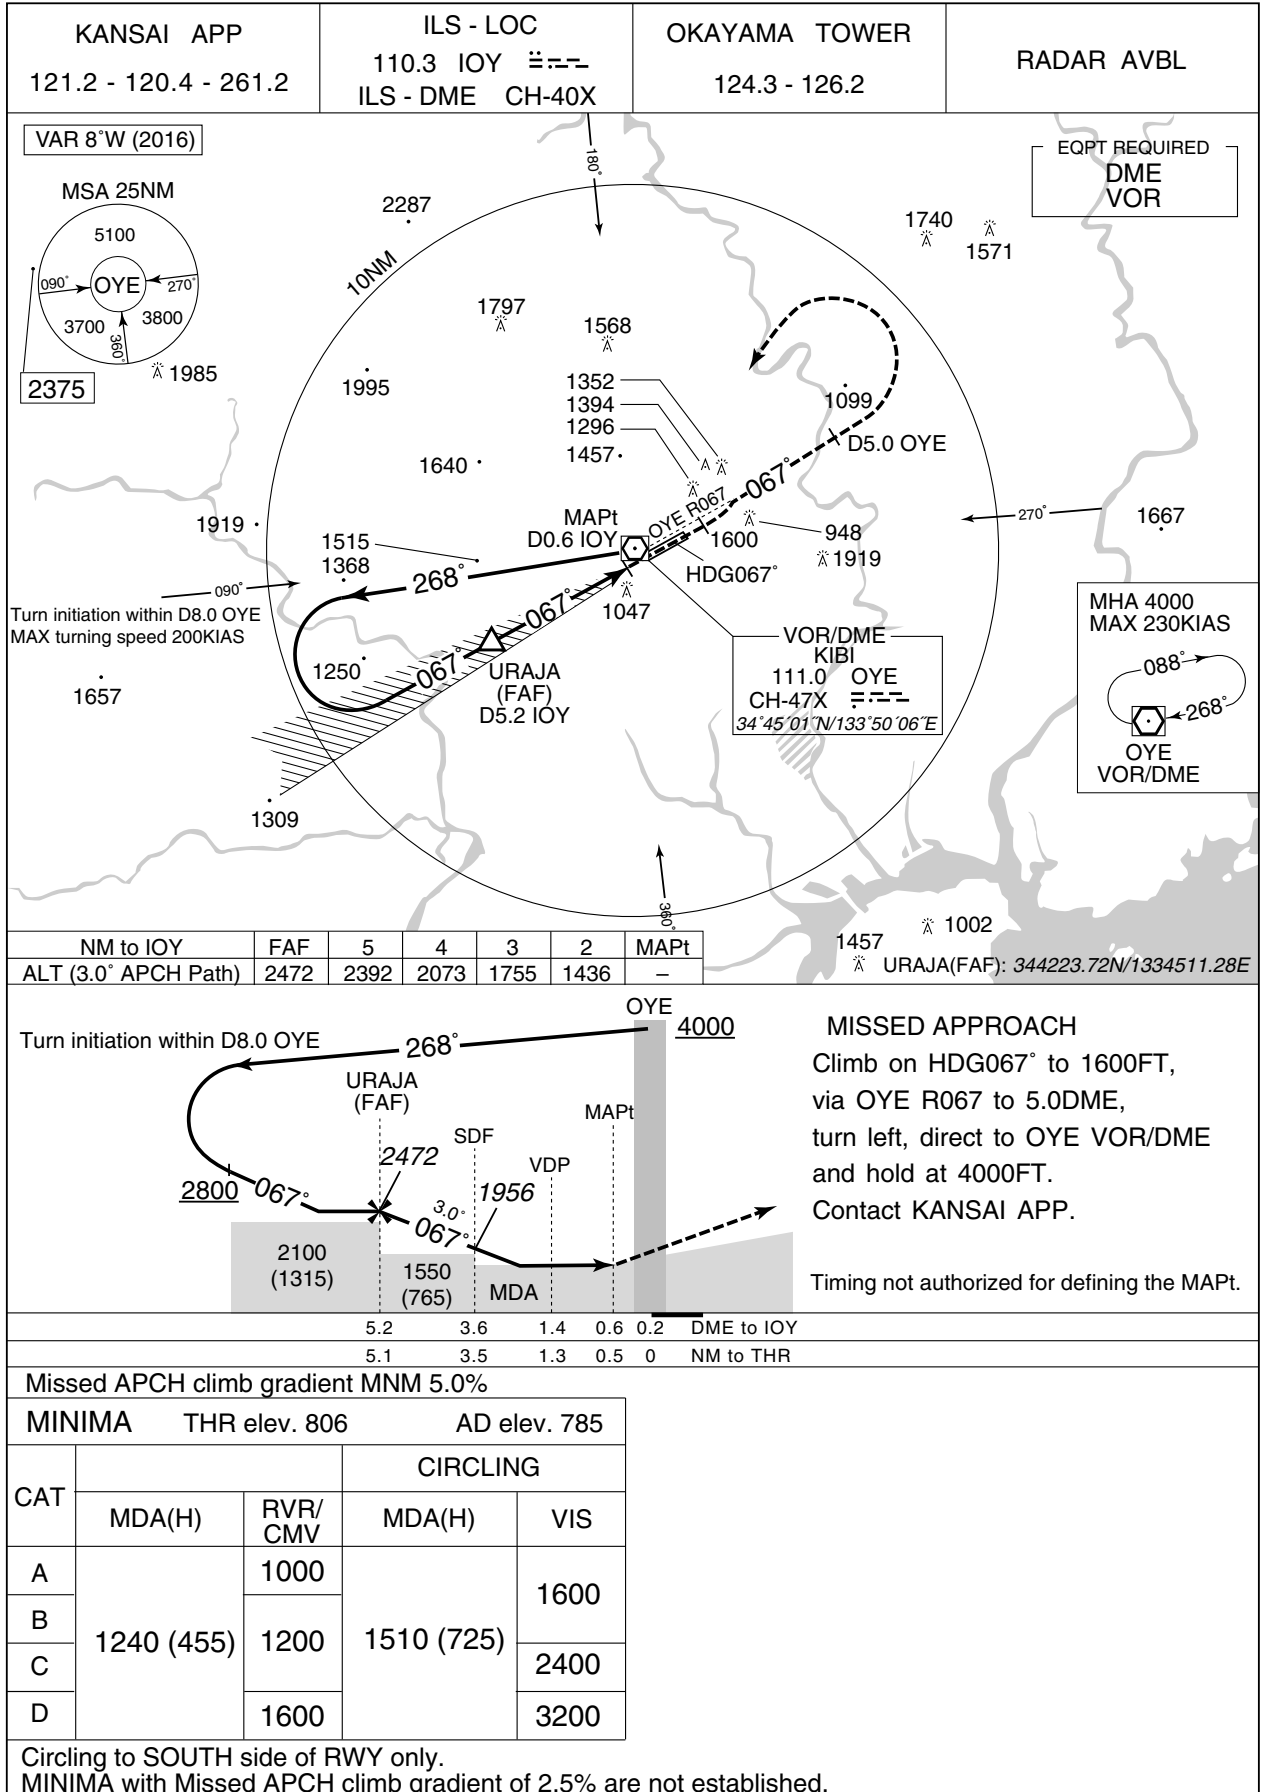 KANSAI APP
121.2 - 120.4 - 261.2
ILS - LOC
110.3 IOY
ILS - DME CH-40X
OKAYAMA TOWER
124.3 - 126.2
RADAR AVBL
VAR 8°W (2016)
MSA 25NM
5100
090°
OYE
270°
3700
3800
360°
2375
1985
EQPT REQUIRED
DME
VOR
180°
2287
10NM
1740
1571
1797
1568
1995
1352
1394
1296
1457
1640
1099
D5.0 OYE
067°
OYE R067
1919
MAPt
D0.6 IOY
1600
948
1919
270°
1667
1515
1368
268°
HDG067°
090°
067°
1047
Turn initiation within D8.0 OYE
MAX turning speed 200KIAS
1657
1250
067°
URAJA
(FAF)
D5.2 IOY
VOR/DME
KIBI
111.0 OYE
CH-47X
34°45´01˝N/133°50´06˝E
MHA 4000
MAX 230KIAS
088°
268°
OYE
VOR/DME
1309
360°
1002
1457
URAJA(FAF): 344223.72N/1334511.28E
NM to IOY FAF 5 4 3 2 MAPt
ALT (3.0° APCH Path) 2472 2392 2073 1755 1436 –
OYE
4000
Turn initiation within D8.0 OYE
268°
URAJA
(FAF)
MAPt
SDF
2472
VDP
2800
067°
1956
3.0°
067°
2100
(1315)
1550
(765)
MDA
MISSED APPROACH
Climb on HDG067° to 1600FT,
via OYE R067 to 5.0DME,
turn left, direct to OYE VOR/DME
and hold at 4000FT.
Contact KANSAI APP.
Timing not authorized for defining the MAPt.
5.2 3.6 1.4 0.6 0.2 DME to IOY
5.1 3.5 1.3 0.5 0 NM to THR
Missed APCH climb gradient MNM 5.0%
MINIMA THR elev. 806 AD elev. 785
CAT
CIRCLING
MDA(H)
RVR/
CMV
MDA(H)
VIS
A
1000
1600
B
1240 (455)
1200
1510 (725)
C
2400
D
1600
3200
Circling to SOUTH side of RWY only.
MINIMA with Missed APCH climb gradient of 2.5% are not established.